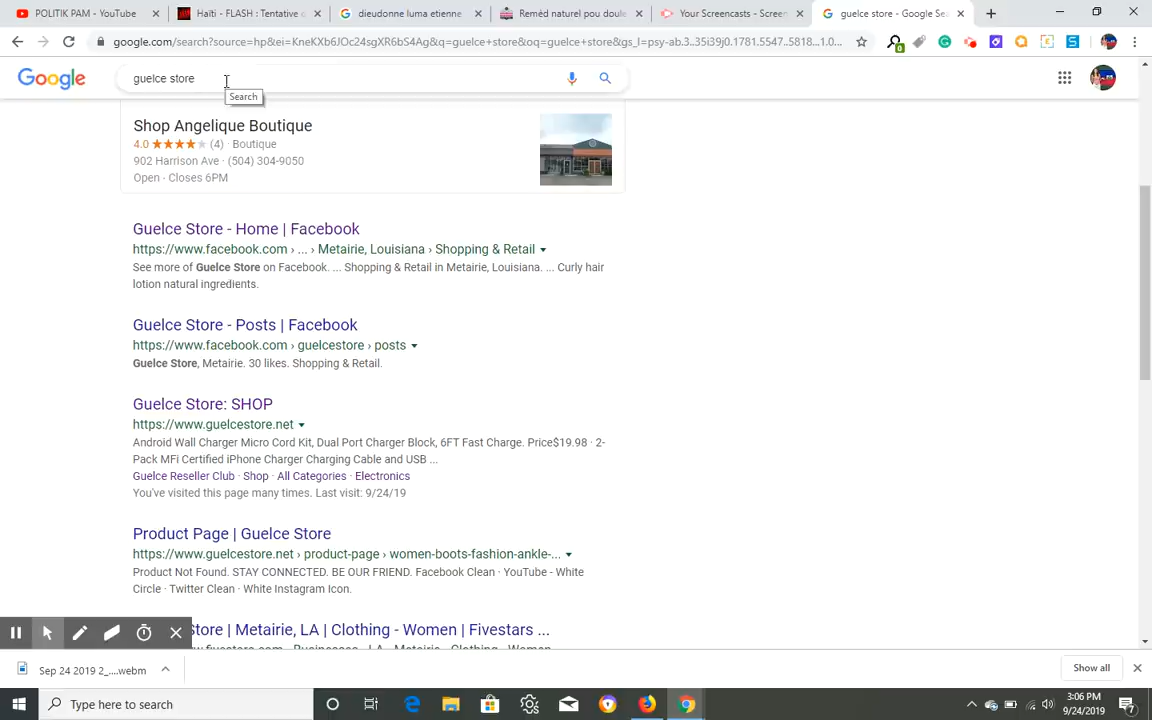 POLITIK PAM - YouTube
Haïti - FLASH : Tentative
dieudonne luma etienne
Remèd naturel pou doule
Your Screencasts - Screen
guelce store - Google Sea
google.com/search?source=hp&ei=KneKXb6JOc24sgXR6bS4Ag&q=guelce+store&oq=guelce+store&gs_l=psy-ab.3..35i39j0.1781.5547..5818...1.0...
0
Google
guelce store
Search
Shop Angelique Boutique
4.0 (4) · Boutique
902 Harrison Ave · (504) 304-9050
Open · Closes 6PM
Guelce Store - Home | Facebook
https://www.facebook.com › ... › Metairie, Louisiana › Shopping & Retail
See more of Guelce Store on Facebook. ... Shopping & Retail in Metairie, Louisiana. ... Curly hair
lotion natural ingredients.
Guelce Store - Posts | Facebook
https://www.facebook.com › guelcestore › posts
Guelce Store, Metairie. 30 likes. Shopping & Retail.
Guelce Store: SHOP
https://www.guelcestore.net
Android Wall Charger Micro Cord Kit, Dual Port Charger Block, 6FT Fast Charge. Price$19.98 · 2-
Pack MFi Certified iPhone Charger Charging Cable and USB ...
Guelce Reseller Club · Shop · All Categories · Electronics
You've visited this page many times. Last visit: 9/24/19
Product Page | Guelce Store
https://www.guelcestore.net › product-page › women-boots-fashion-ankle-...
Product Not Found. STAY CONNECTED. BE OUR FRIEND. Facebook Clean · YouTube - White
Circle · Twitter Clean · White Instagram Icon.
Store | Metairie, LA | Clothing - Women | Fivestars ...
Sep 24 2019 2_....webm
Show all
Type here to search
3:06 PM
9/24/2019
7